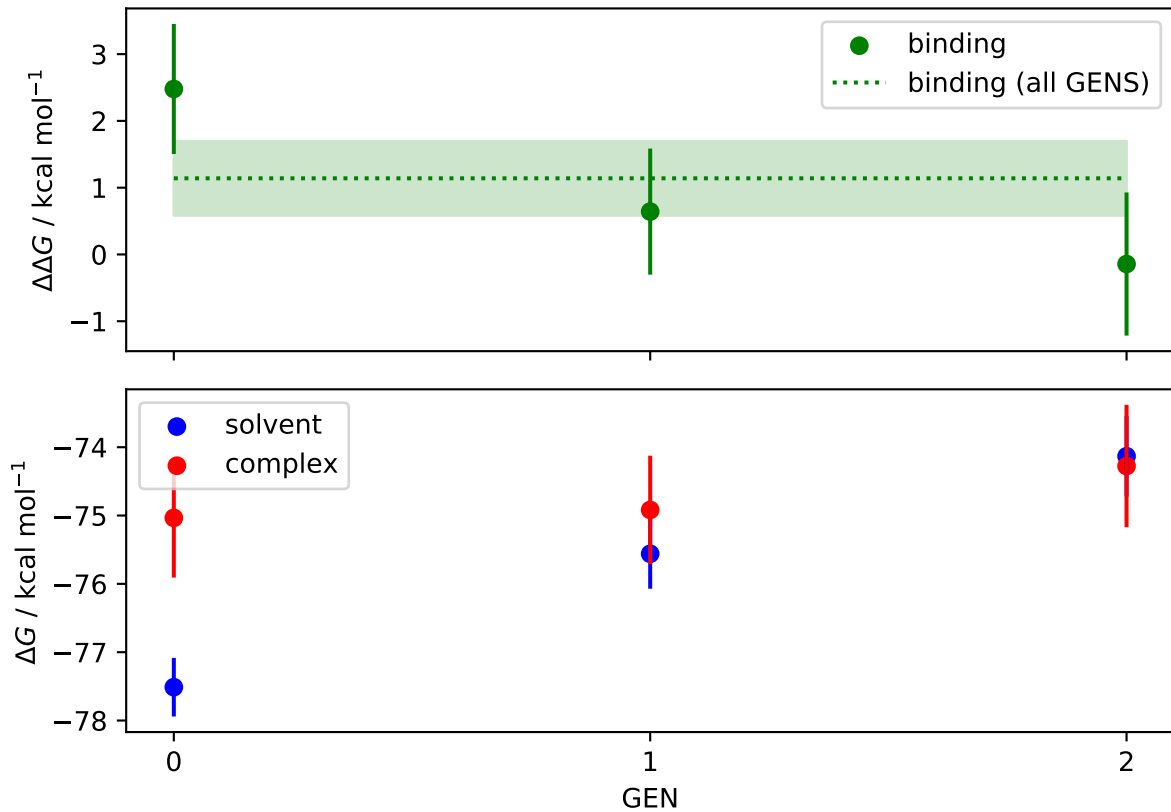 3
2
1
0
−1
ΔΔG / kcal mol⁻¹
binding
binding (all GENS)
−74
−75
−76
−77
−78
ΔG / kcal mol⁻¹
solvent
complex
0 1 2
GEN